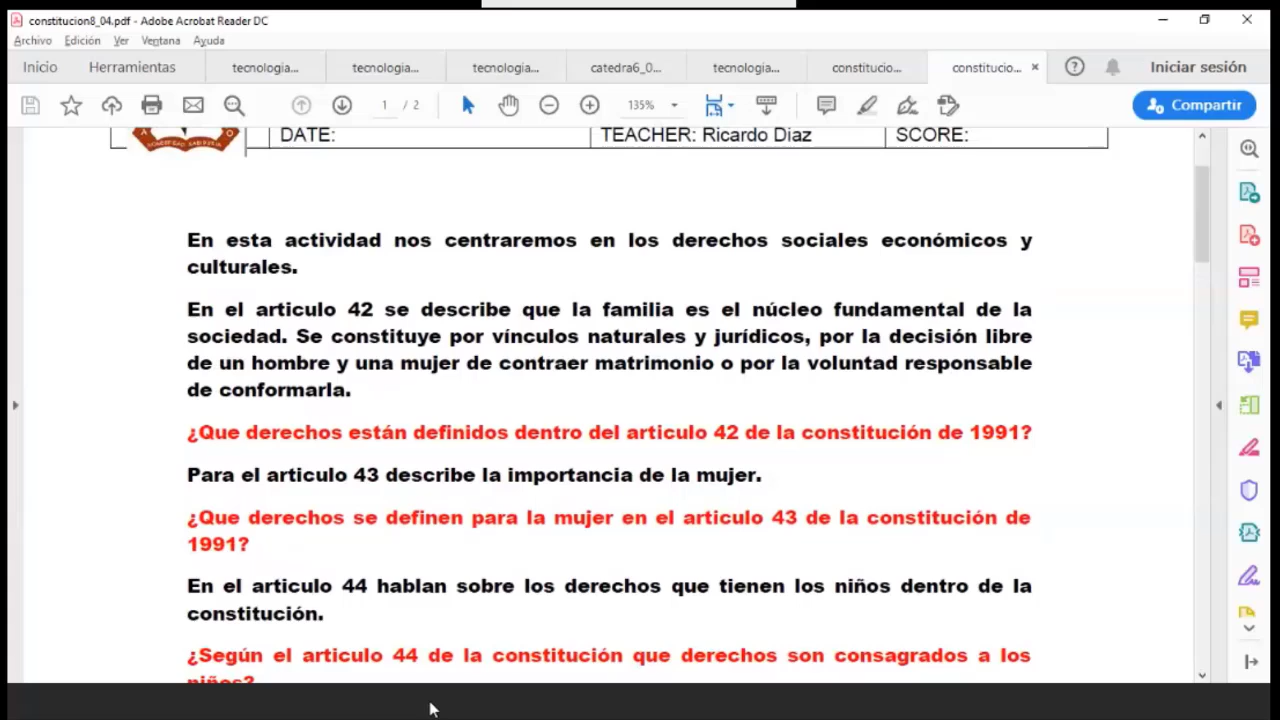 constitucion8_04.pdf - Adobe Acrobat Reader DC
Archivo Edición Ver Ventana Ayuda
Inicio Herramientas tecnologia... tecnologia... tecnologia... catedra6_0... tecnologia... constitucio... constitucio... Iniciar sesión
1 / 2 135% Compartir
DATE: TEACHER: Ricardo Diaz SCORE:
En esta actividad nos centraremos en los derechos sociales económicos y
culturales.
En el articulo 42 se describe que la familia es el núcleo fundamental de la
sociedad. Se constituye por vínculos naturales y jurídicos, por la decisión libre
de un hombre y una mujer de contraer matrimonio o por la voluntad responsable
de conformarla.
¿Que derechos están definidos dentro del articulo 42 de la constitución de 1991?
Para el articulo 43 describe la importancia de la mujer.
¿Que derechos se definen para la mujer en el articulo 43 de la constitución de
1991?
En el articulo 44 hablan sobre los derechos que tienen los niños dentro de la
constitución.
¿Según el articulo 44 de la constitución que derechos son consagrados a los
niños?